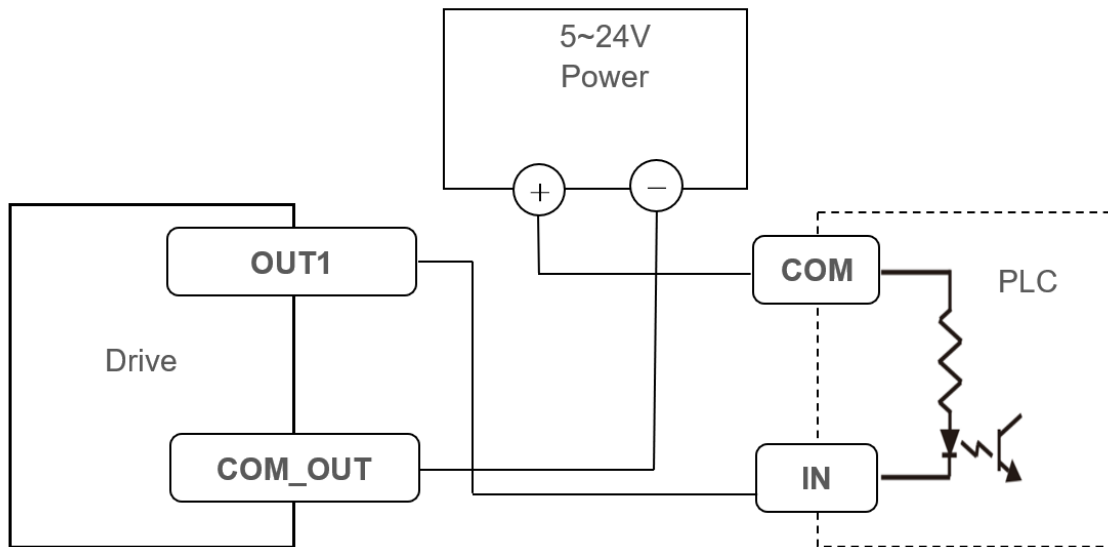 5~24V
Power
+
−
OUT1
COM
PLC
Drive
COM_OUT
IN